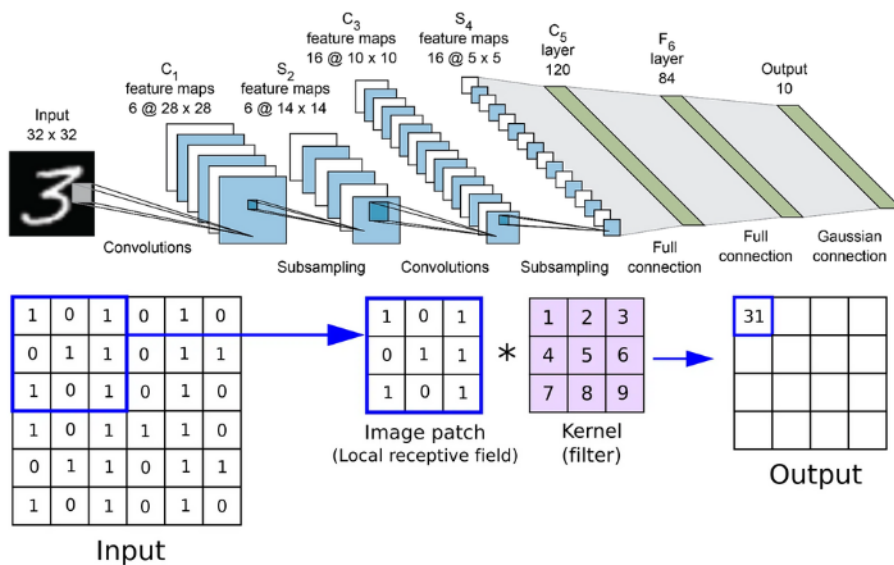 Input
32 x 32
C1
feature maps
6 @ 28 x 28
S2
feature maps
6 @ 14 x 14
C3
feature maps
16 @ 10 x 10
S4
feature maps
16 @ 5 x 5
C5
layer
120
F6
layer
84
Output
10
Convolutions
Subsampling
Convolutions
Subsampling
Full
connection
Full
connection
Gaussian
connection
1 0 1 0 1 0
0 1 1 0 1 1
1 0 1 0 1 0
1 0 1 1 1 0
0 1 1 0 1 1
1 0 1 0 1 0
Input
1 0 1
0 1 1
1 0 1
Image patch
(Local receptive field)
*
1 2 3
4 5 6
7 8 9
Kernel
(filter)
31
Output
3